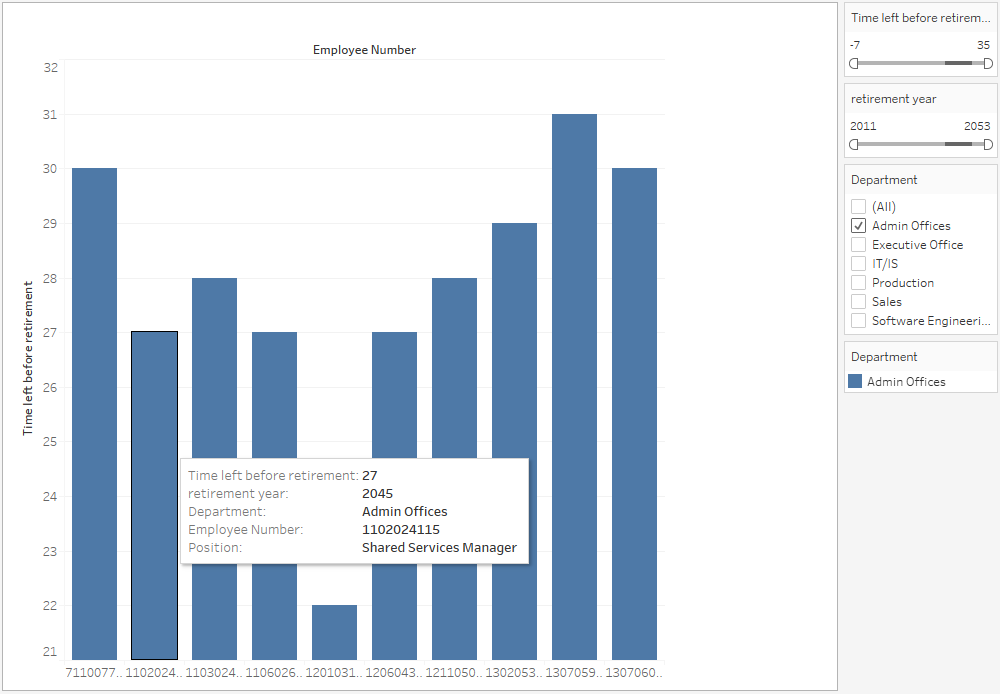 Employee Number
32
31
30
29
28
27
26
25
24
23
22
21
Time left before retirement
7110077.. 1102024.. 1103024.. 1106026.. 1201031.. 1206043.. 1211050.. 1302053.. 1307059.. 1307060..
Time left before retirement: 27
retirement year: 2045
Department: Admin Offices
Employee Number: 1102024115
Position: Shared Services Manager
Time left before retirem...
-7 35
retirement year
2011 2053
Department
(All)
Admin Offices
Executive Office
IT/IS
Production
Sales
Software Engineeri...
Department
Admin Offices